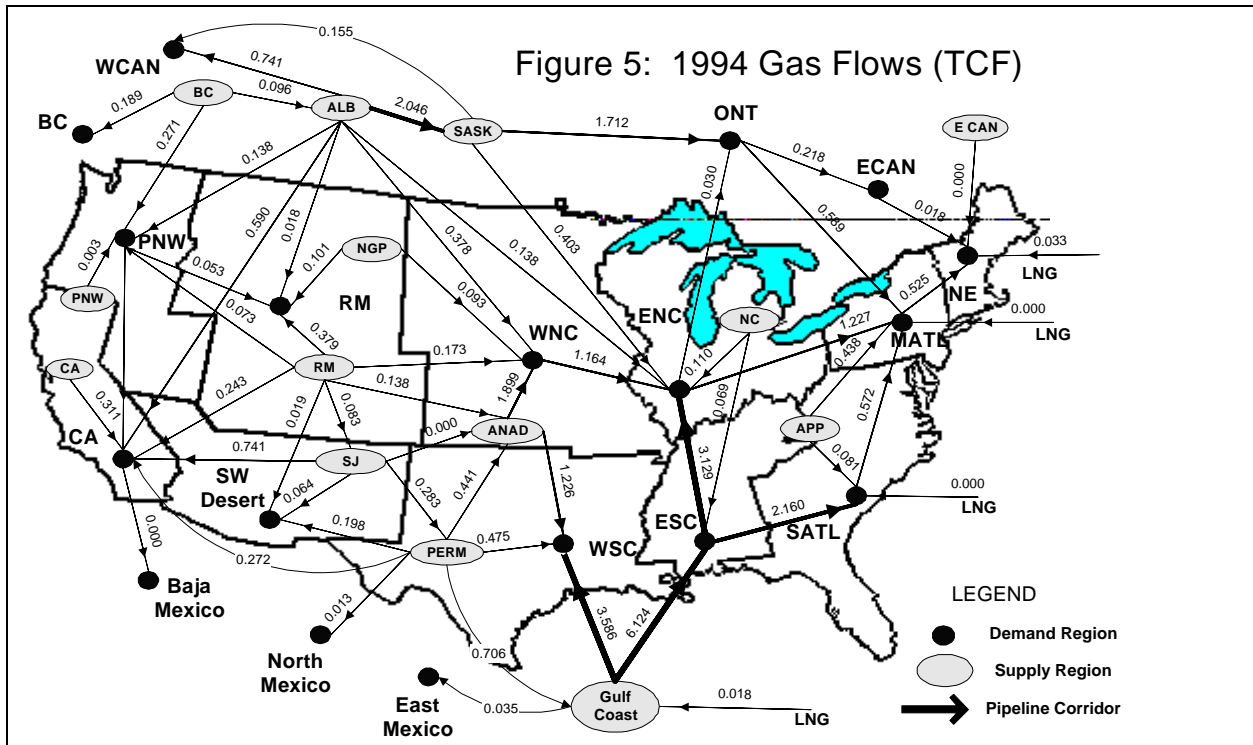 Figure 5: 1994 Gas Flows (TCF)
0.155
WCAN
0.741
BC
0.096
ALB
2.046
SASK
1.712
ONT
E CAN
0.189
BC
0.271
0.138
0.218
ECAN
0.000
0.030
0.590
0.018
0.378
0.138
0.403
0.589
0.018
0.033
LNG
PNW
0.003
PNW
0.053
0.101
NGP
RM
0.093
0.073
0.379
WNC
ENC
NC
0.525
NE
1.227
0.000
LNG
MATL
0.438
CA
0.311
0.243
RM
0.173
1.164
0.110
0.138
1.899
0.069
0.572
0.019
0.083
0.000
ANAD
APP
0.081
CA
0.741
SJ
SW
Desert
0.064
0.283
0.441
1.226
3.129
0.000
LNG
0.198
PERM
0.475
WSC
ESC
2.160
SATL
0.000
0.272
Baja
Mexico
0.013
North
Mexico
0.706
3.586
6.124
East
Mexico
0.035
Gulf
Coast
0.018
LNG
LEGEND
Demand Region
Supply Region
Pipeline Corridor